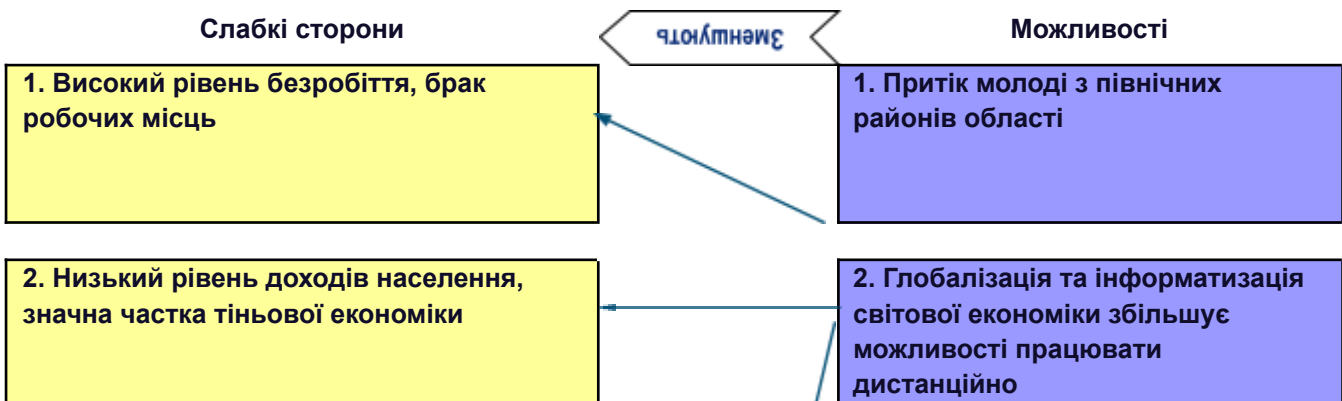 Слабкі сторони
Зменшують
Можливості
1. Високий рівень безробіття, брак
робочих місць
1. Притік молоді з північних
районів області
2. Низький рівень доходів населення,
значна частка тіньової економіки
2. Глобалізація та інформатизація
світової економіки збільшує
можливості працювати
дистанційно